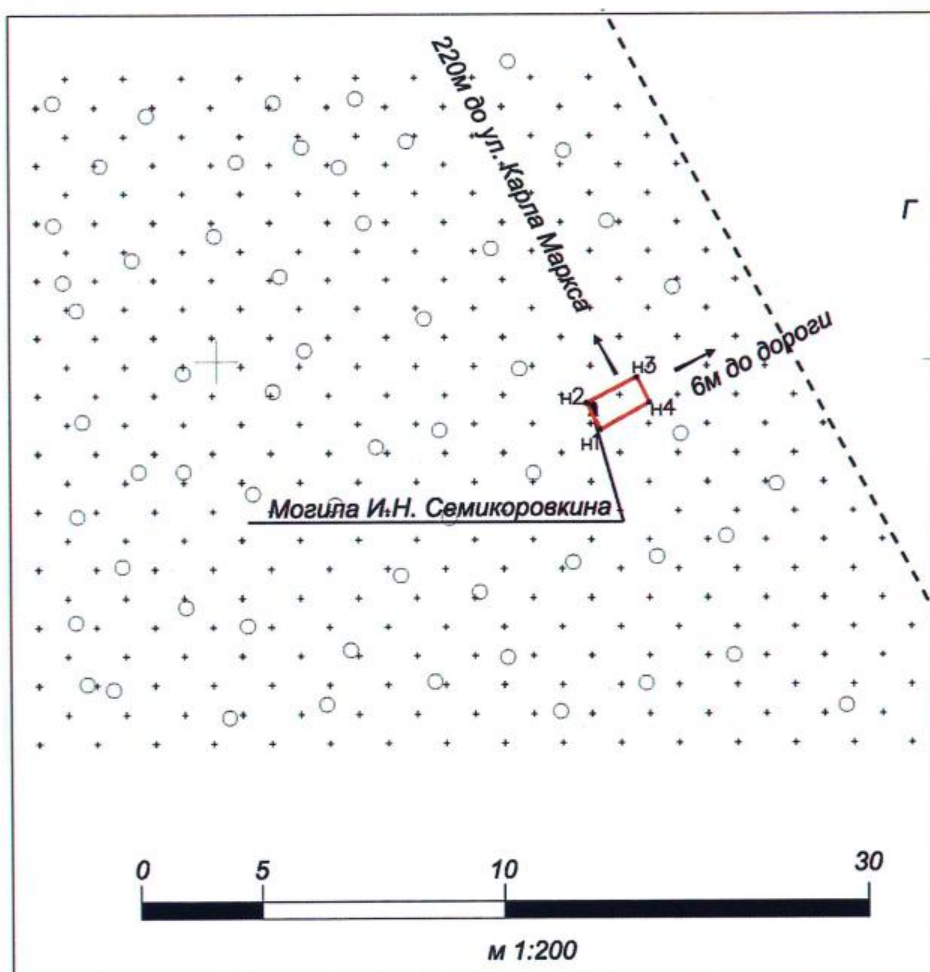 220м до ул. Карла Маркса
Г
6м до дороги
н3
н2
н4
н1
Могила И.Н. Семикоровкина
0
5
10
30
м 1:200